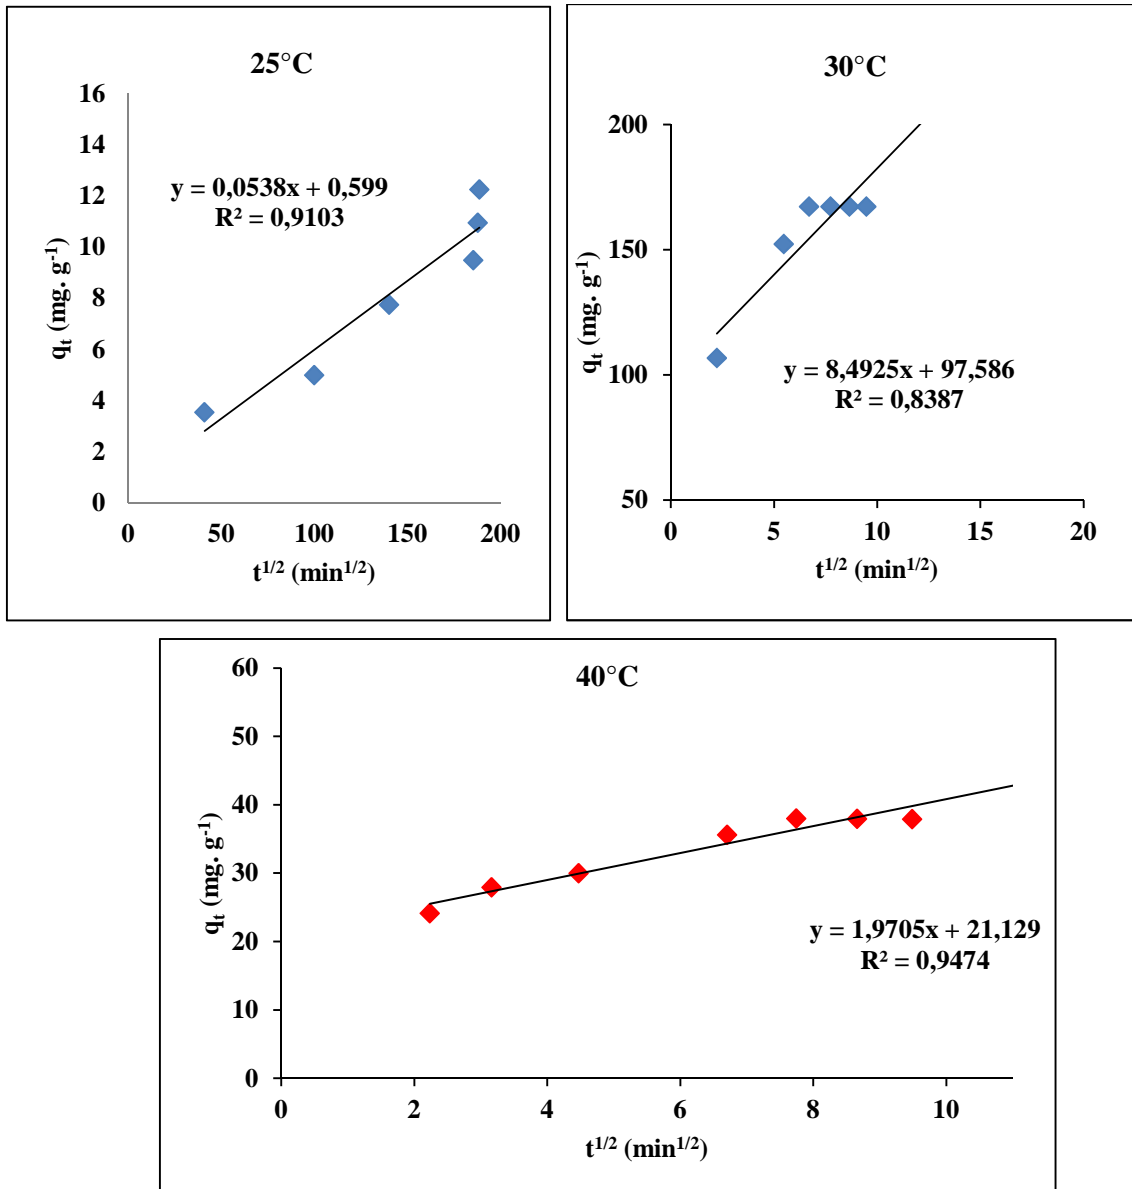 25°C
16
14
12
10
8
6
4
2
0
y = 0,0538x + 0,599
R² = 0,9103
qt (mg. g-1)
0 50 100 150 200
t1/2 (min1/2)
30°C
200
150
100
50
y = 8,4925x + 97,586
R² = 0,8387
qt (mg. g-1)
0 5 10 15 20
t1/2 (min1/2)
40°C
60
50
40
30
20
10
0
y = 1,9705x + 21,129
R² = 0,9474
qt (mg. g-1)
0 2 4 6 8 10
t1/2 (min1/2)